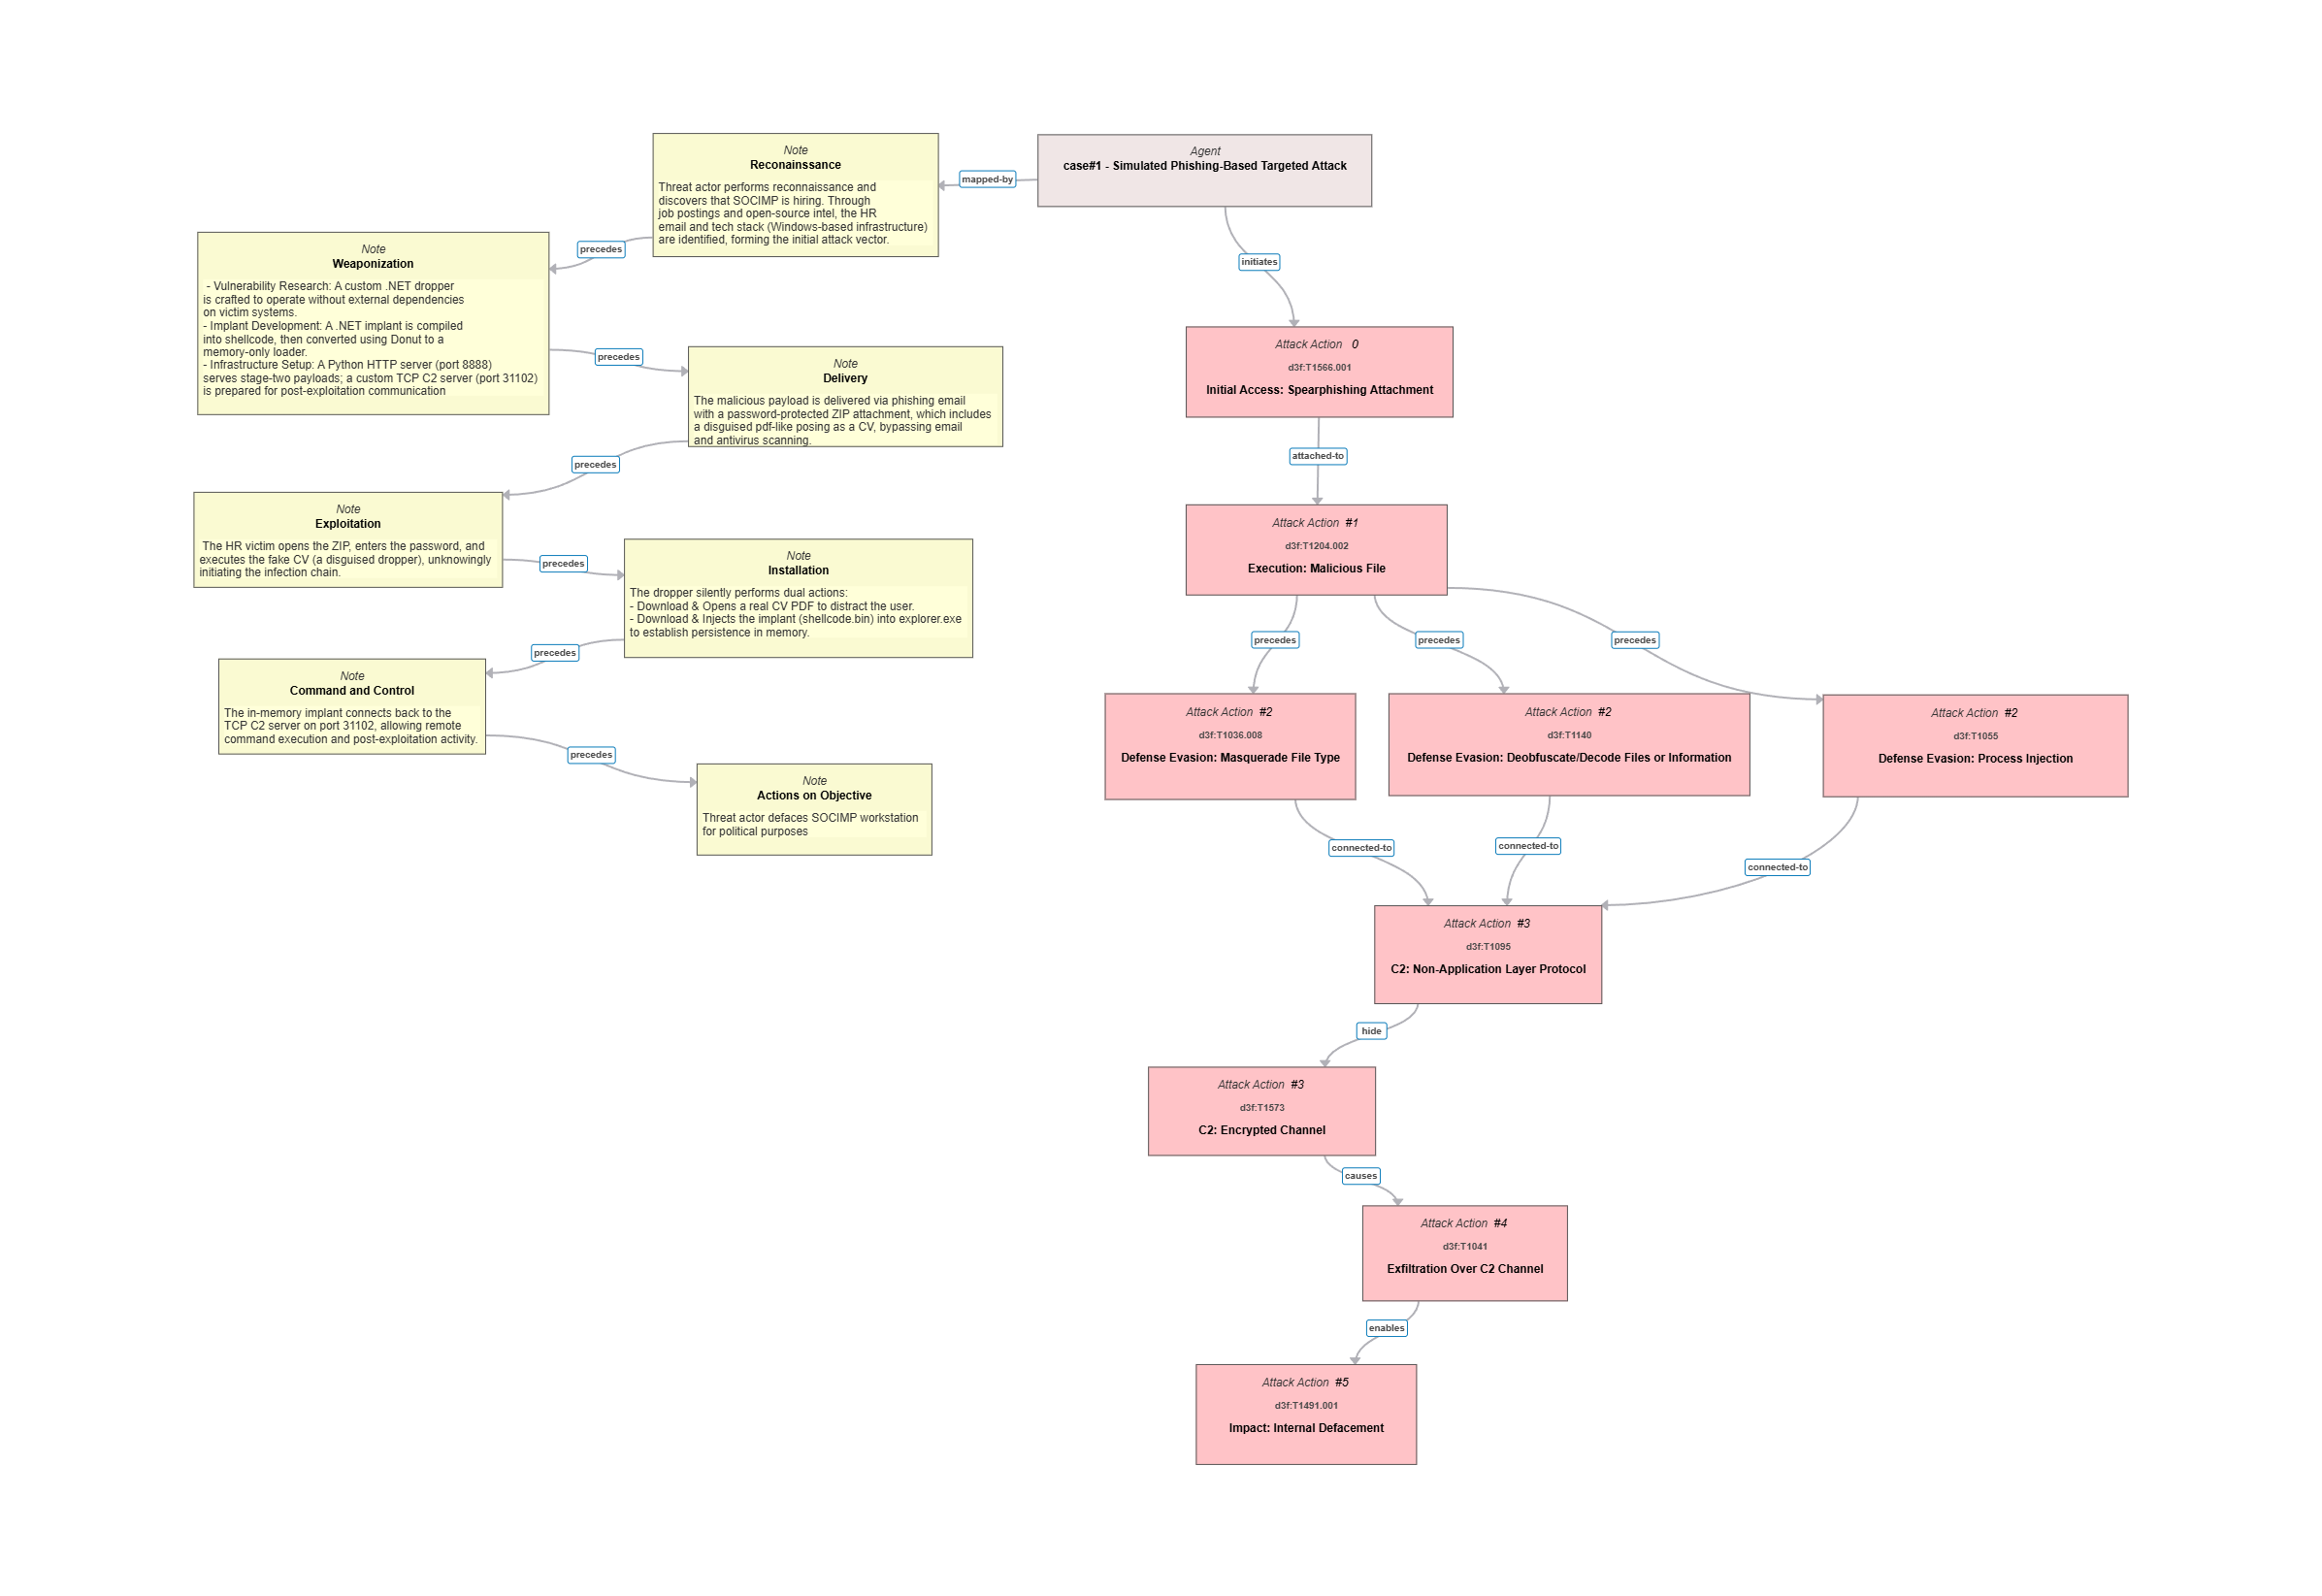 Agent
case#1 - Simulated Phishing-Based Targeted Attack
mapped-by
Note
Reconainssance
Threat actor performs reconnaissance and
discovers that SOCIMP is hiring. Through
job postings and open-source intel, the HR
email and tech stack (Windows-based infrastructure)
are identified, forming the initial attack vector.
precedes
Note
Weaponization
- Vulnerability Research: A custom .NET dropper
is crafted to operate without external dependencies
on victim systems.
- Implant Development: A .NET implant is compiled
into shellcode, then converted using Donut to a
memory-only loader.
- Infrastructure Setup: A Python HTTP server (port 8888)
serves stage-two payloads; a custom TCP C2 server (port 31102)
is prepared for post-exploitation communication
precedes
Note
Delivery
The malicious payload is delivered via phishing email
with a password-protected ZIP attachment, which includes
a disguised pdf-like posing as a CV, bypassing email
and antivirus scanning.
precedes
Note
Exploitation
The HR victim opens the ZIP, enters the password, and
executes the fake CV (a disguised dropper), unknowingly
initiating the infection chain.
precedes
Note
Installation
The dropper silently performs dual actions:
- Download & Opens a real CV PDF to distract the user.
- Download & Injects the implant (shellcode.bin) into explorer.exe
to establish persistence in memory.
precedes
Note
Command and Control
The in-memory implant connects back to the
TCP C2 server on port 31102, allowing remote
command execution and post-exploitation activity.
precedes
Note
Actions on Objective
Threat actor defaces SOCIMP workstation
for political purposes
initiates
Attack Action 0
d3f:T1566.001
Initial Access: Spearphishing Attachment
attached-to
Attack Action #1
d3f:T1204.002
Execution: Malicious File
precedes
precedes
precedes
Attack Action #2
d3f:T1036.008
Defense Evasion: Masquerade File Type
Attack Action #2
d3f:T1140
Defense Evasion: Deobfuscate/Decode Files or Information
Attack Action #2
d3f:T1055
Defense Evasion: Process Injection
connected-to
connected-to
connected-to
Attack Action #3
d3f:T1095
C2: Non-Application Layer Protocol
hide
Attack Action #3
d3f:T1573
C2: Encrypted Channel
causes
Attack Action #4
d3f:T1041
Exfiltration Over C2 Channel
enables
Attack Action #5
d3f:T1491.001
Impact: Internal Defacement